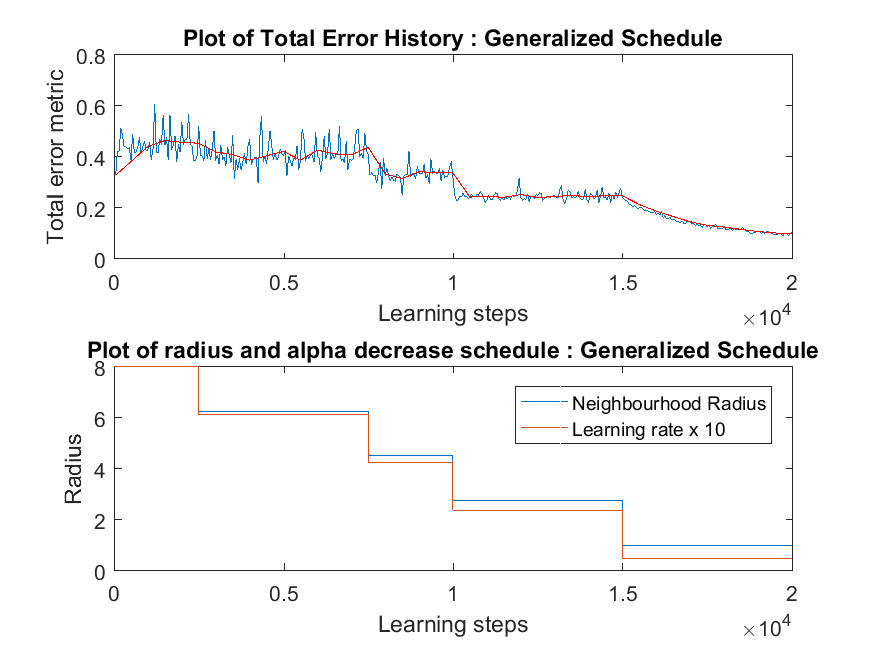 Plot of Total Error History : Generalized Schedule
Total error metric
0.8
0.6
0.4
0.2
0
0 0.5 1 1.5 2
Learning steps
×10^4
Plot of radius and alpha decrease schedule : Generalized Schedule
Radius
8
6
4
2
0
Neighbourhood Radius
Learning rate x 10
0 0.5 1 1.5 2
Learning steps
×10^4